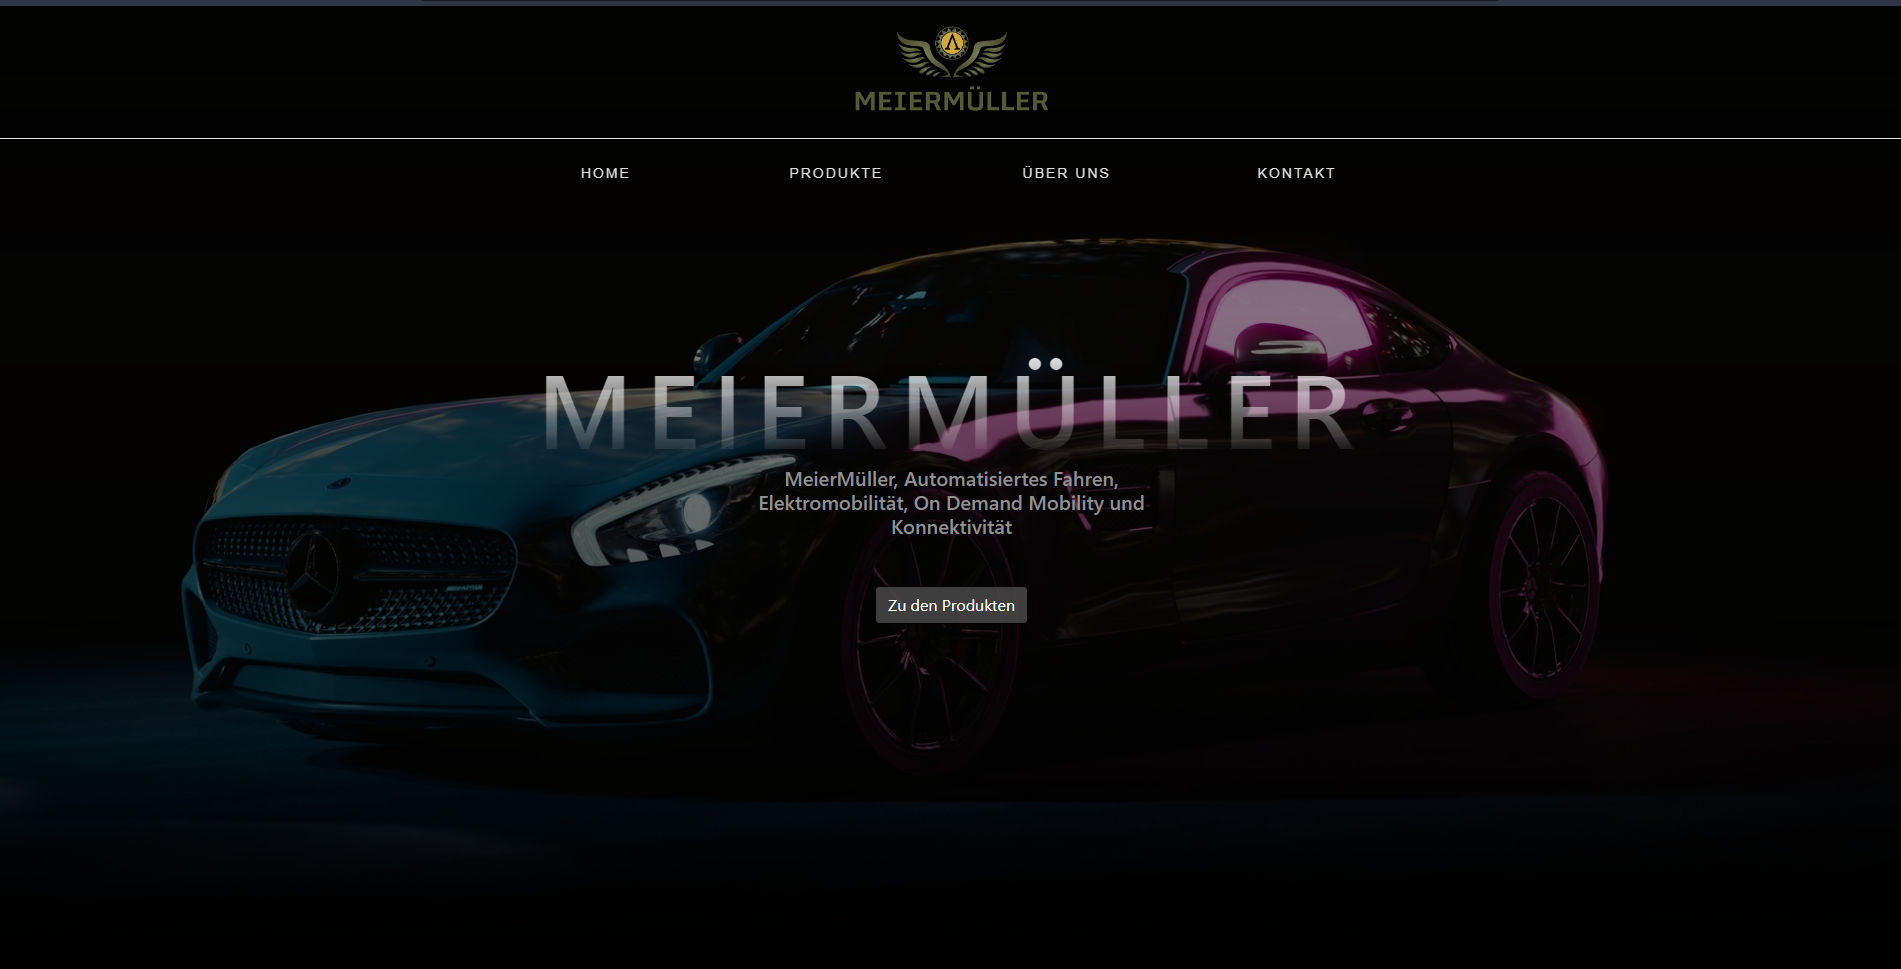 MEIERMÜLLER
HOME PRODUKTE ÜBER UNS KONTAKT
MEIERMÜLLER
MeierMüller, Automatisiertes Fahren,
Elektromobilität, On Demand Mobility und
Konnektivität
Zu den Produkten